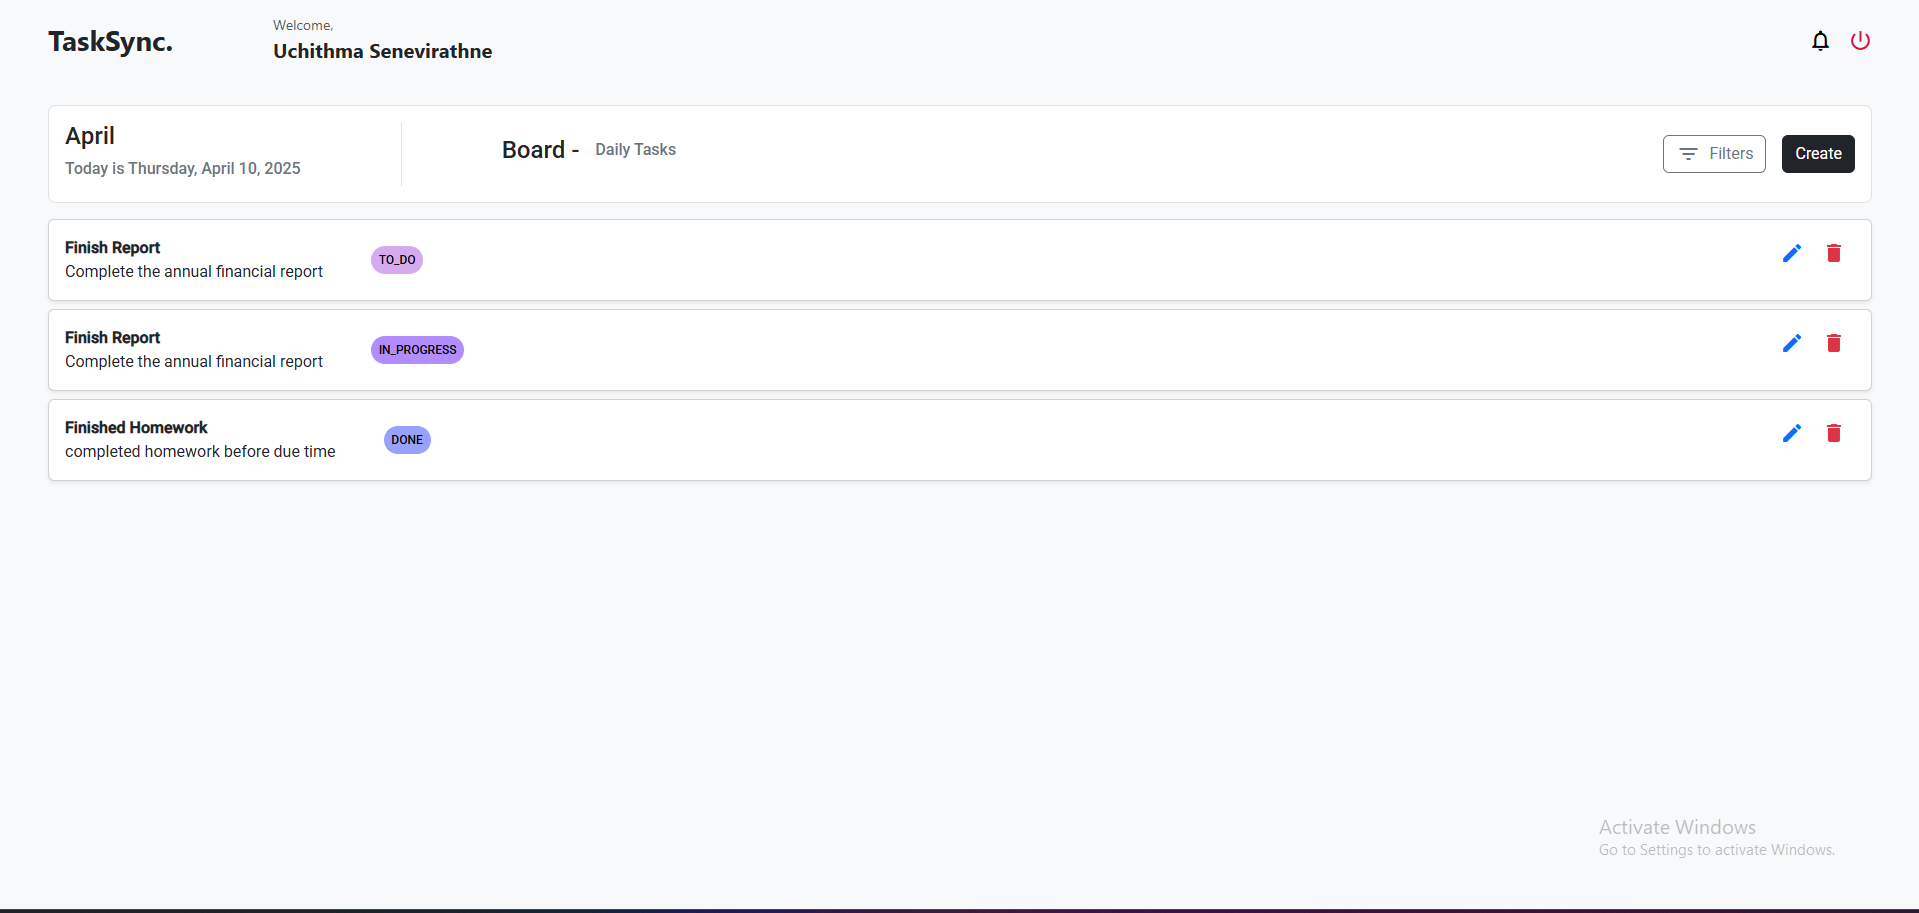 TaskSync.
Welcome,
Uchithma Senevirathne
April
Today is Thursday, April 10, 2025
Board - Daily Tasks
Filters
Create
Finish Report
Complete the annual financial report
TO_DO
Finish Report
Complete the annual financial report
IN_PROGRESS
Finished Homework
completed homework before due time
DONE
Activate Windows
Go to Settings to activate Windows.